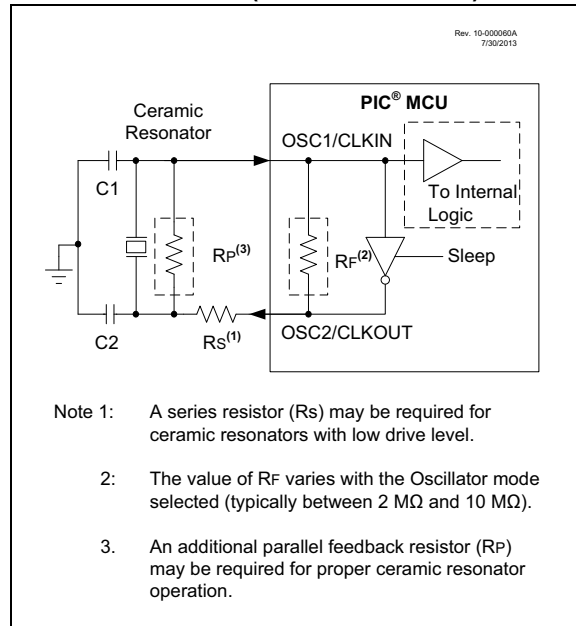 Rev. 10-000060A
7/30/2013
PIC® MCU
Ceramic
Resonator
OSC1/CLKIN
C1
To Internal
Logic
RP(3)
RF(2)
Sleep
C2
RS(1)
OSC2/CLKOUT
Note 1: A series resistor (Rs) may be required for
ceramic resonators with low drive level.
2: The value of RF varies with the Oscillator mode
selected (typically between 2 MΩ and 10 MΩ).
3. An additional parallel feedback resistor (RP)
may be required for proper ceramic resonator
operation.